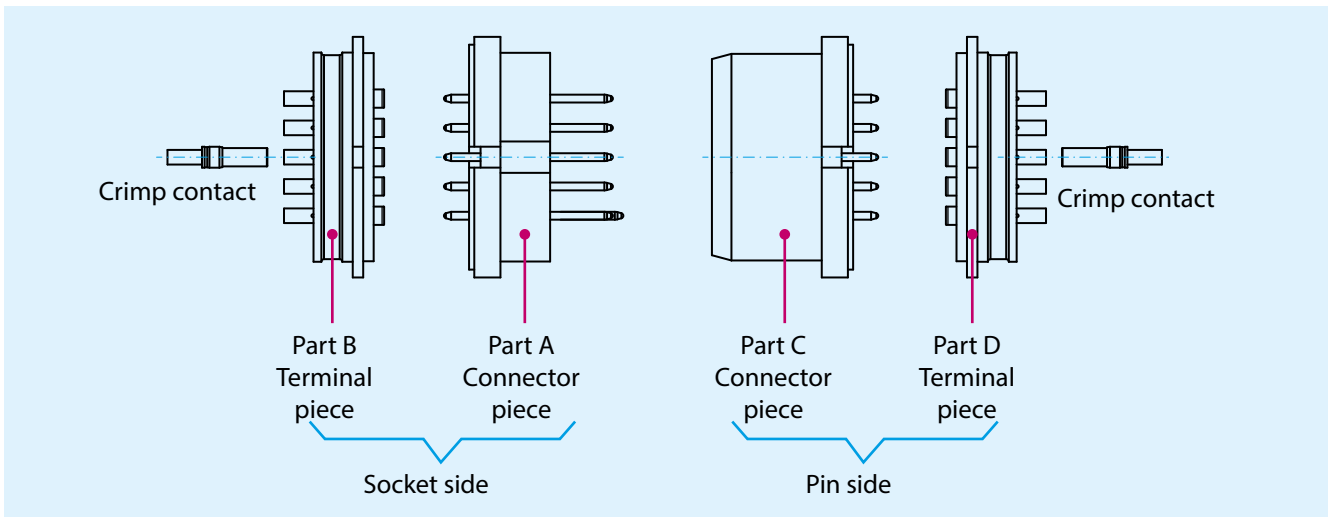 Crimp contact
Crimp contact
Part B
Terminal
piece
Part A
Connector
piece
Part C
Connector
piece
Part D
Terminal
piece
Socket side
Pin side